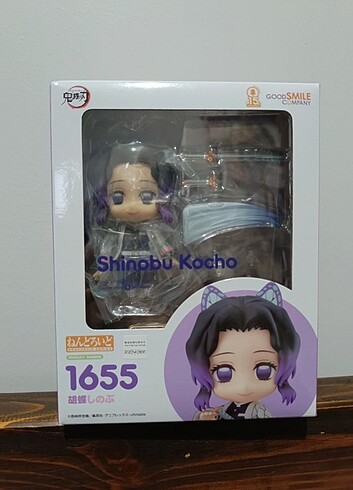 鬼滅の刃
15
GOOD SMILE
COMPANY
Shinobu Kocho
ねんどろいど
1655
胡蝶しのぶ